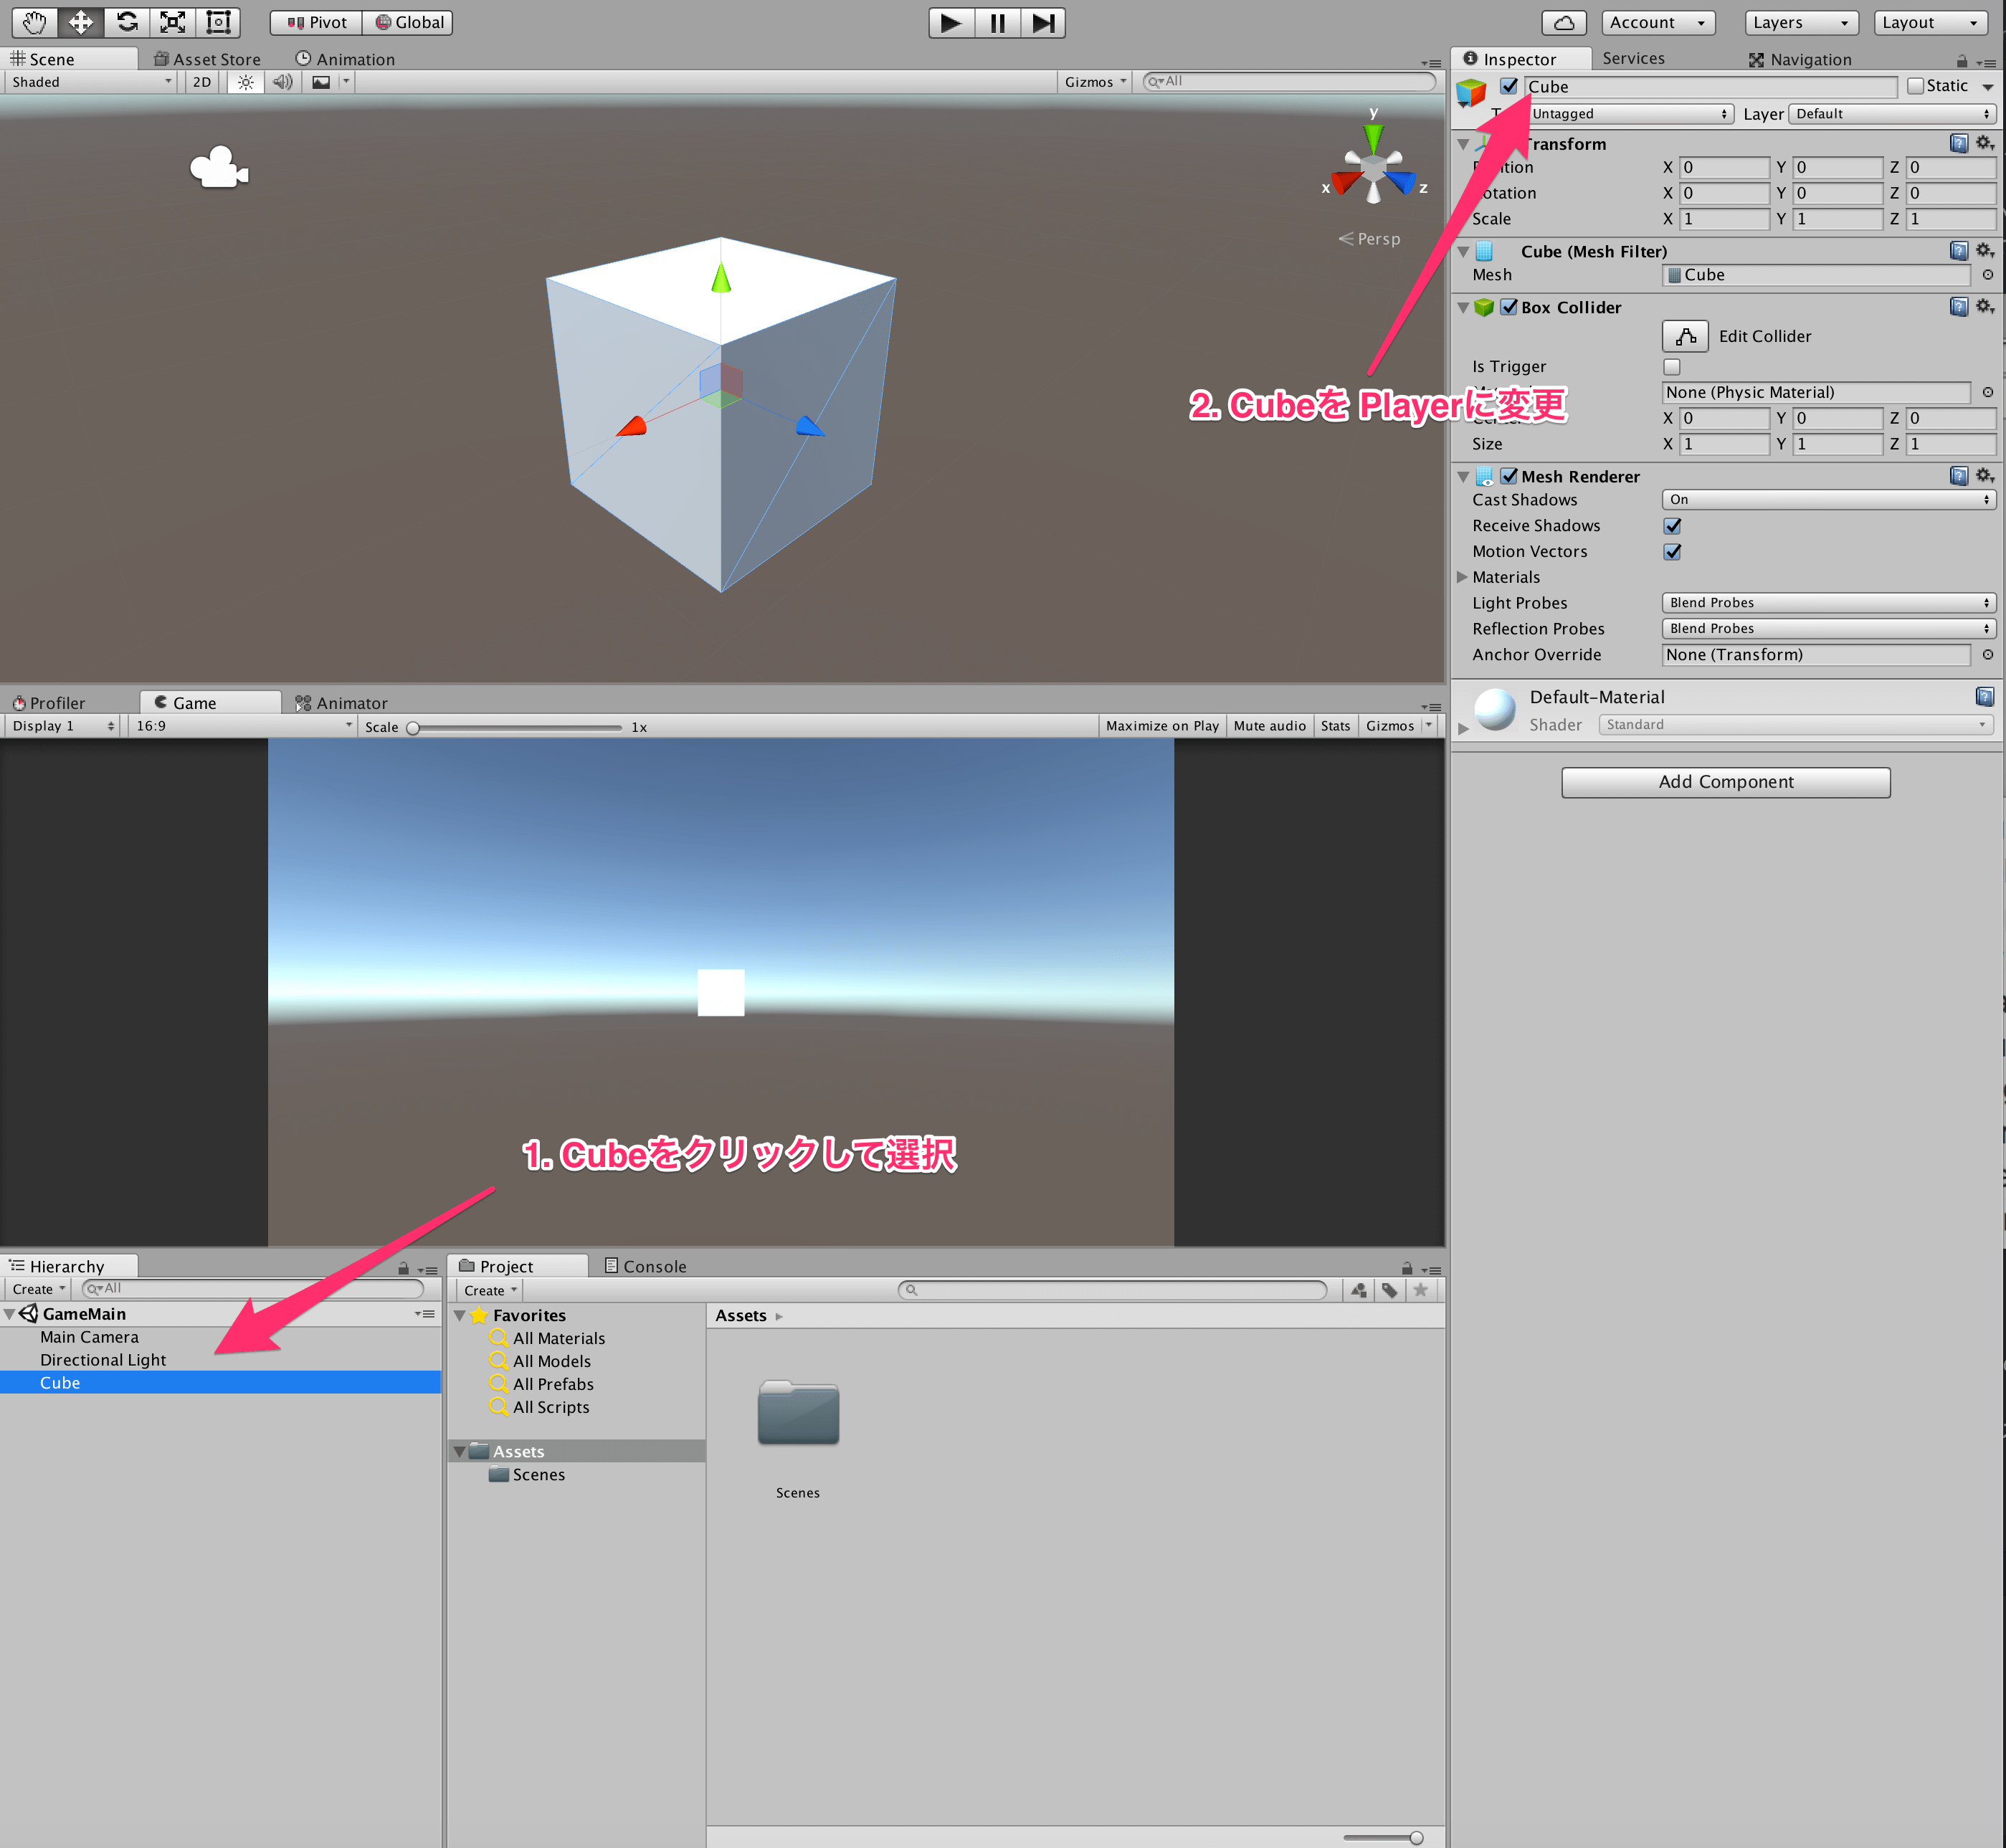 Pivot Global Account Layers Layout
Scene Asset Store Animation
Shaded 2D Gizmos All
y
x z
Persp
Inspector Services Navigation
Cube Static
Untagged Layer Default
Transform
Position X 0 Y 0 Z 0
Rotation X 0 Y 0 Z 0
Scale X 1 Y 1 Z 1
Cube (Mesh Filter)
Mesh Cube
Box Collider
Edit Collider
Is Trigger
None (Physic Material)
2. CubeをPlayerに変更
Center X 0 Y 0 Z 0
Size X 1 Y 1 Z 1
Mesh Renderer
Cast Shadows On
Receive Shadows
Motion Vectors
Materials
Light Probes Blend Probes
Reflection Probes Blend Probes
Anchor Override None (Transform)
Default-Material
Shader Standard
Add Component
Profiler Game Animator
Display 1 16:9 Scale 1x Maximize on Play Mute audio Stats Gizmos
1. Cubeをクリックして選択
Hierarchy
Create All
GameMain
Main Camera
Directional Light
Cube
Project Console
Create
Favorites
All Materials
All Models
All Prefabs
All Scripts
Assets
Scenes
Assets
Scenes